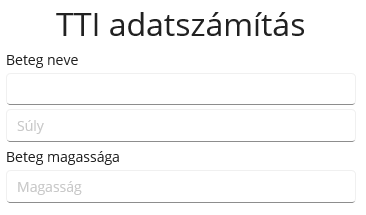 TTI adatszámítás
Beteg neve
Súly
Beteg magassága
Magasság